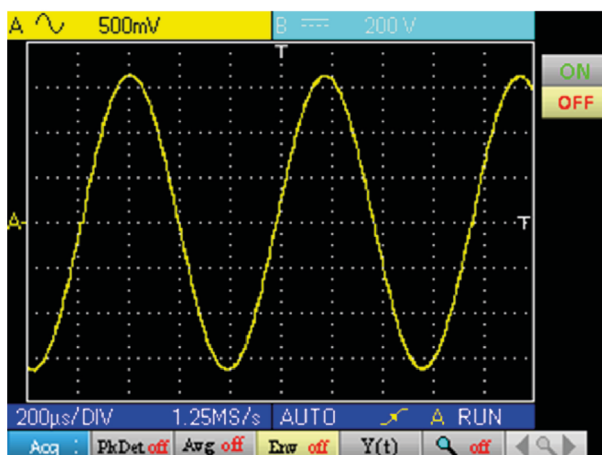 A 500mV B 200 V
T
ON
OFF
A
T
200µs/DIV 1.25MS/s AUTO A RUN
Acq : PkDet off Avg off Env off Y(t) off